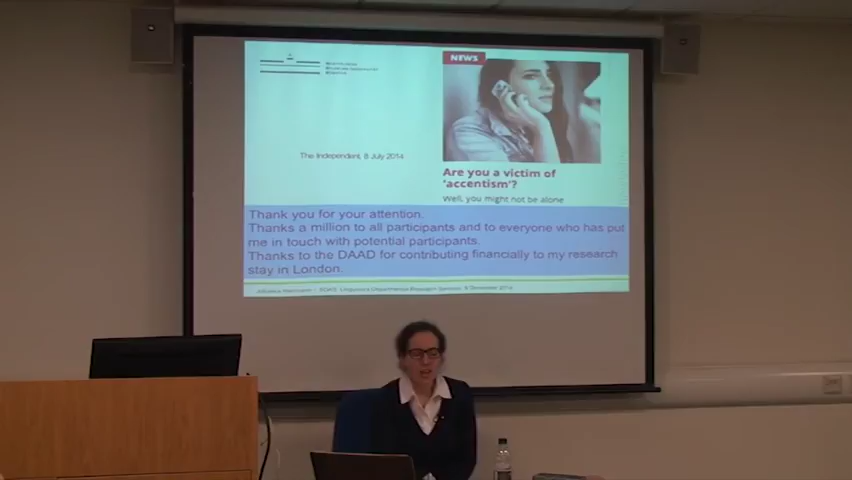 NEWS
The Independent, 8 July 2014
Are you a victim of
'accentism'?
Well, you might not be alone
Thank you for your attention.
Thanks a million to all participants and to everyone who has put
me in touch with potential participants.
Thanks to the DAAD for contributing financially to my research
stay in London.